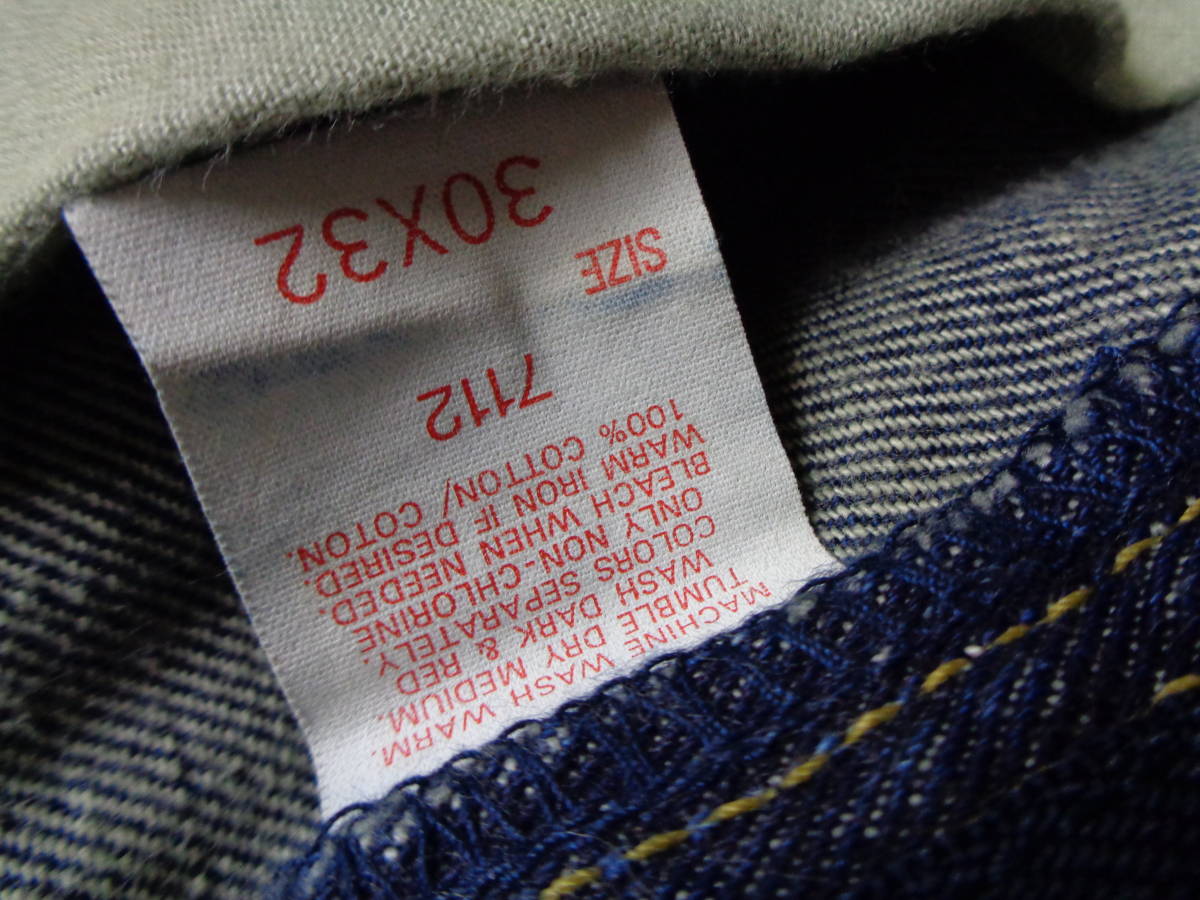 MACHINE WASH WARM.
TUMBLE DRY MEDIUM.
WASH DARK & RED
COLORS SEPARATELY.
ONLY NON-CHLORINE
BLEACH WHEN NEEDED.
WARM IRON IF DESIRED.
100% COTTON/ COTON.
7112
SIZE
30X32